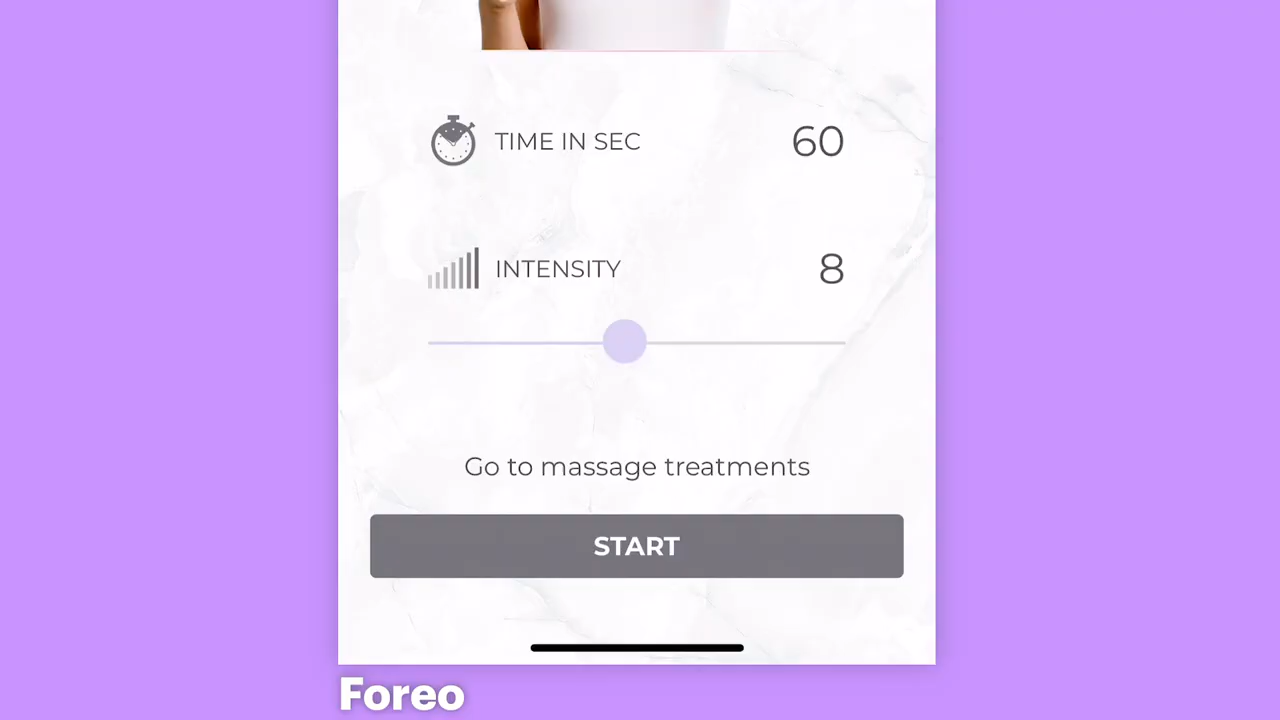 TIME IN SEC 60
INTENSITY 8
Go to massage treatments
START
Foreo